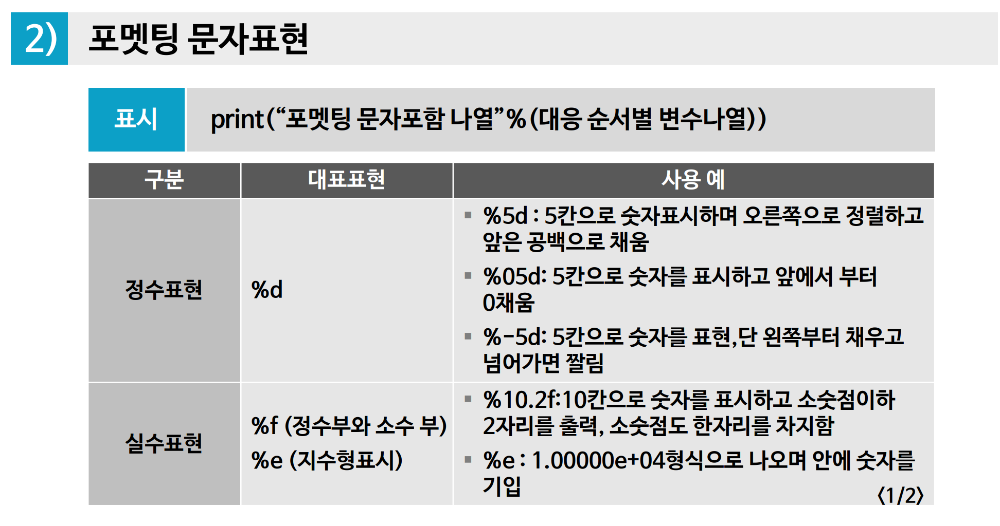 2) 포멧팅 문자표현
표시 print(“포멧팅 문자포함 나열”%(대응 순서별 변수나열))
구분 대표표현 사용 예
정수표현
%d
▪ %5d : 5칸으로 숫자표시하며 오른쪽으로 정렬하고
앞은 공백으로 채움
▪ %05d: 5칸으로 숫자를 표시하고 앞에서 부터
0채움
▪ %-5d: 5칸으로 숫자를 표현,단 왼쪽부터 채우고
넘어가면 짤림
실수표현
%f (정수부와 소수 부)
%e (지수형표시)
▪ %10.2f:10칸으로 숫자를 표시하고 소숫점이하
2자리를 출력, 소숫점도 한자리를 차지함
▪ %e : 1.00000e+04형식으로 나오며 안에 숫자를
기입
<1/2>